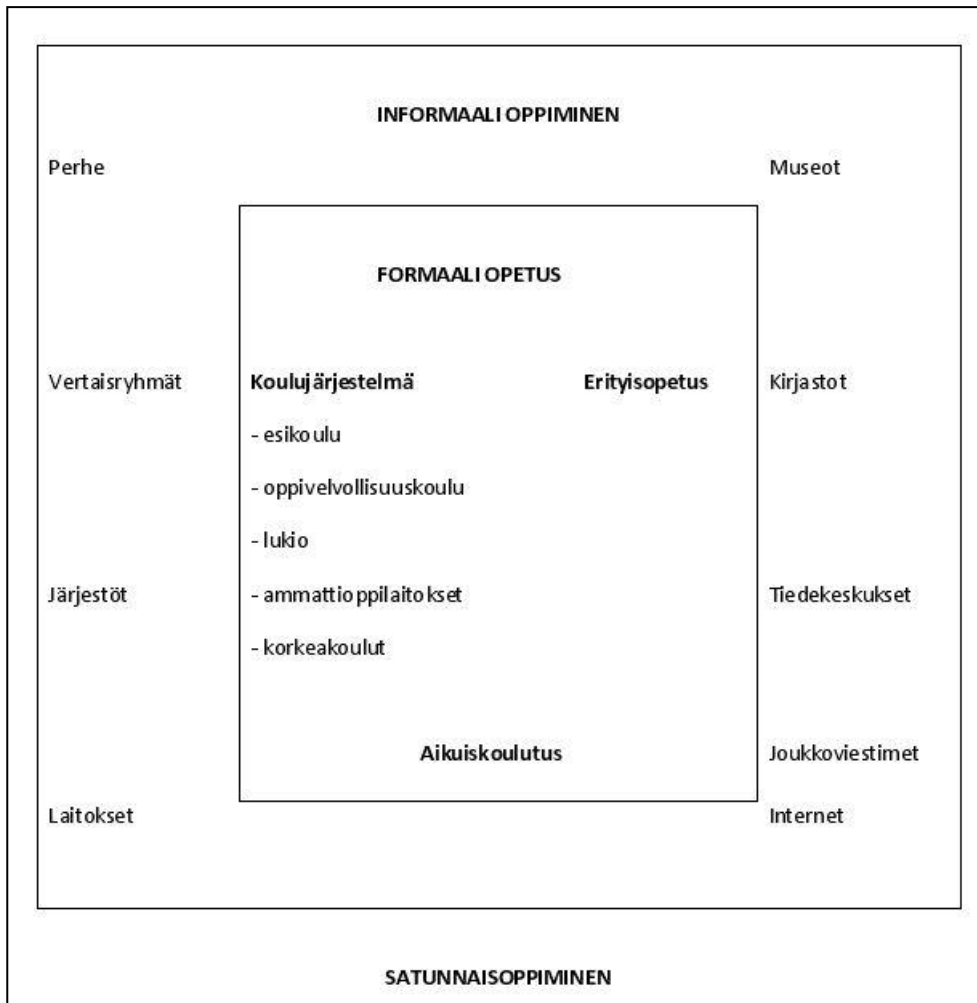 INFORMAALI OPPIMINEN
Perhe Museot
FORMAALI OPETUS
Vertaisryhmät Koulujärjestelmä Erityisopetus Kirjastot
- esikoulu
- oppivelvollisuuskoulu
- lukio
Järjestöt - ammattioppilaitokset Tiedekeskukset
- korkeakoulut
Aikuiskoulutus Joukkoviestimet
Laitokset Internet
SATUNNAISOPPIMINEN